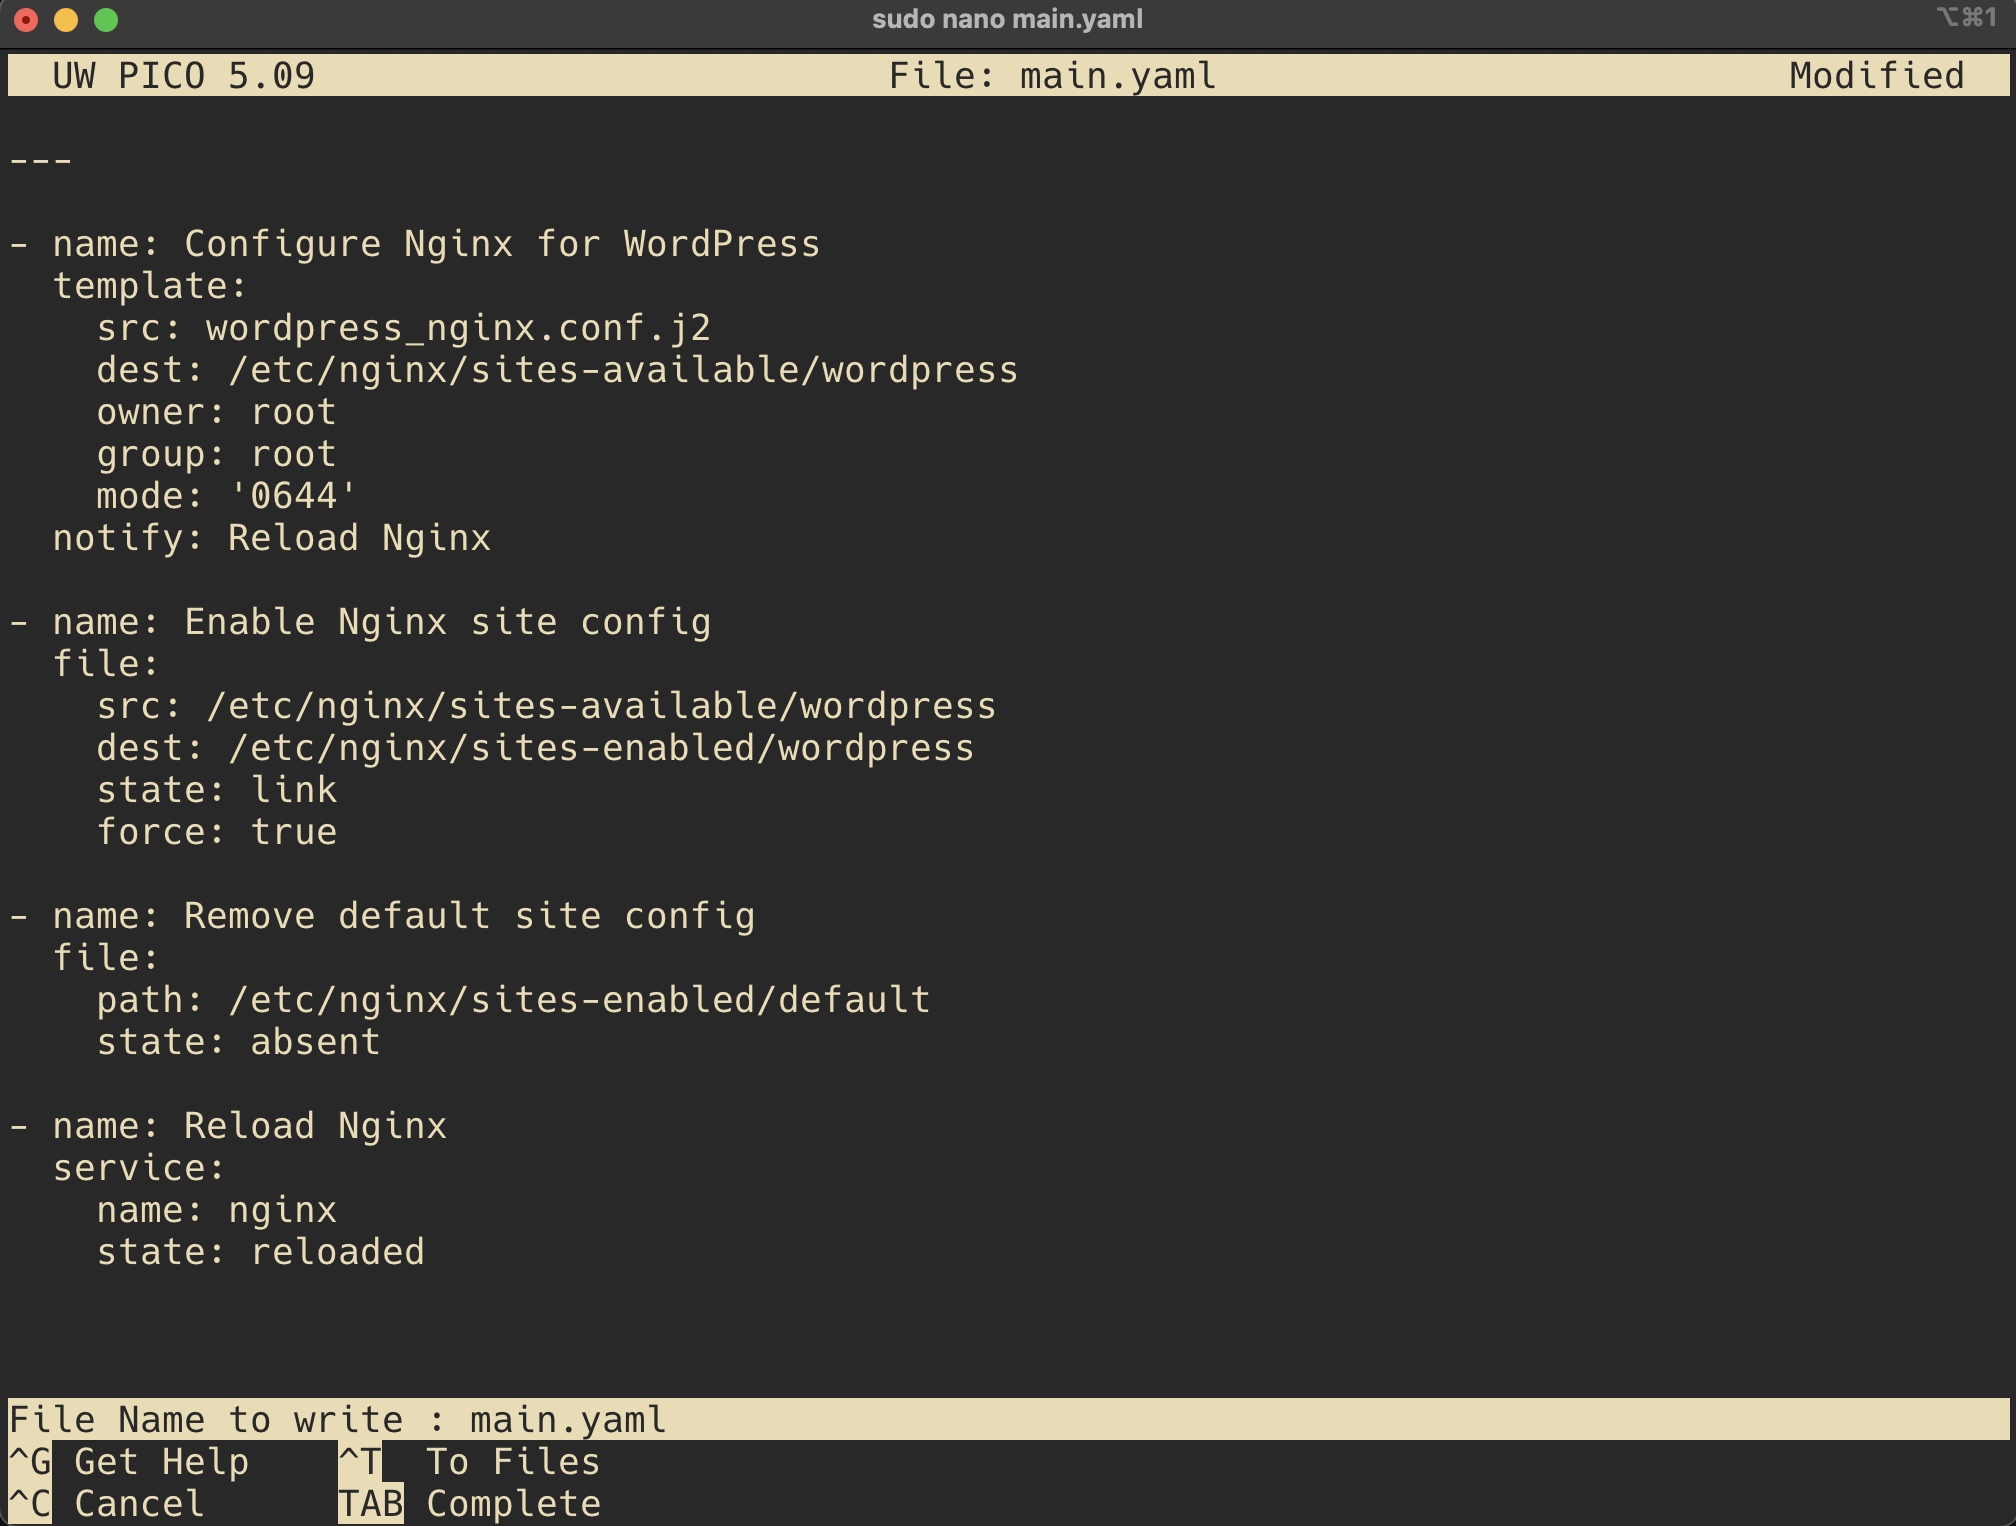 sudo nano main.yaml ⌥⌘1
UW PICO 5.09 File: main.yaml Modified
---
- name: Configure Nginx for WordPress
  template:
    src: wordpress_nginx.conf.j2
    dest: /etc/nginx/sites-available/wordpress
    owner: root
    group: root
    mode: '0644'
  notify: Reload Nginx
- name: Enable Nginx site config
  file:
    src: /etc/nginx/sites-available/wordpress
    dest: /etc/nginx/sites-enabled/wordpress
    state: link
    force: true
- name: Remove default site config
  file:
    path: /etc/nginx/sites-enabled/default
    state: absent
- name: Reload Nginx
  service:
    name: nginx
    state: reloaded
File Name to write : main.yaml
^G Get Help ^T To Files
^C Cancel TAB Complete